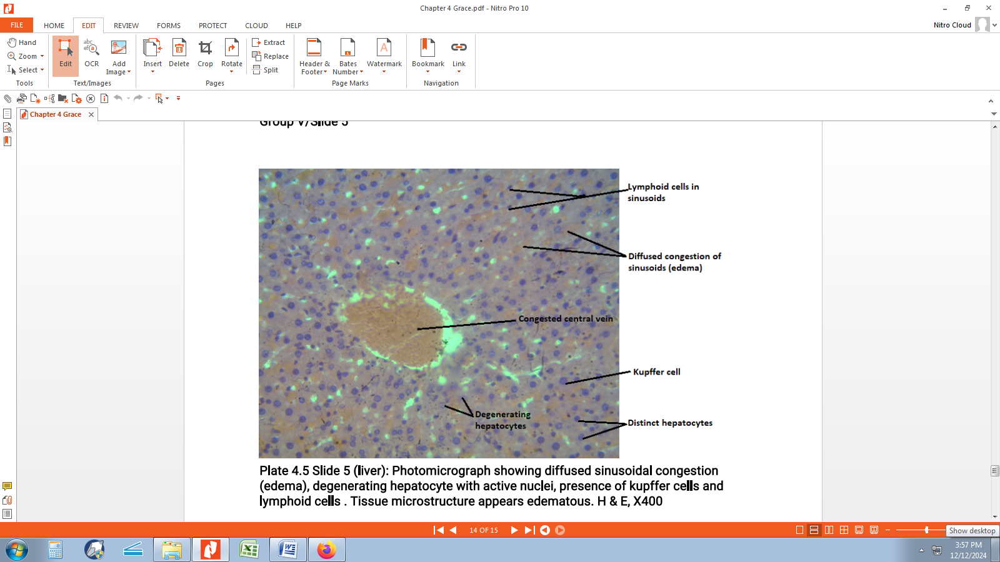 Chapter 4 Grace.pdf - Nitro Pro 10
FILE HOME EDIT REVIEW FORMS PROTECT CLOUD HELP
Nitro Cloud
Hand
Zoom
Select
Tools
Edit
abc
ef a
OCR
Add
Image
Text/Images
Insert
Delete
Crop
Rotate
Extract
Replace
Split
Pages
Header &
Footer
Bates
Number
A
Watermark
Page Marks
Bookmark
Link
Navigation
Chapter 4 Grace
Group V/Slide 5
Lymphoid cells in
sinusoids
Diffused congestion of
sinusoids (edema)
Congested central vein
Kupffer cell
Degenerating
hepatocytes
Distinct hepatocytes
Plate 4.5 Slide 5 (liver): Photomicrograph showing diffused sinusoidal congestion
(edema), degenerating hepatocyte with active nuclei, presence of kupffer cells and
lymphoid cells . Tissue microstructure appears edematous. H & E, X400
14 OF 15
Show desktop
3:57 PM
12/12/2024